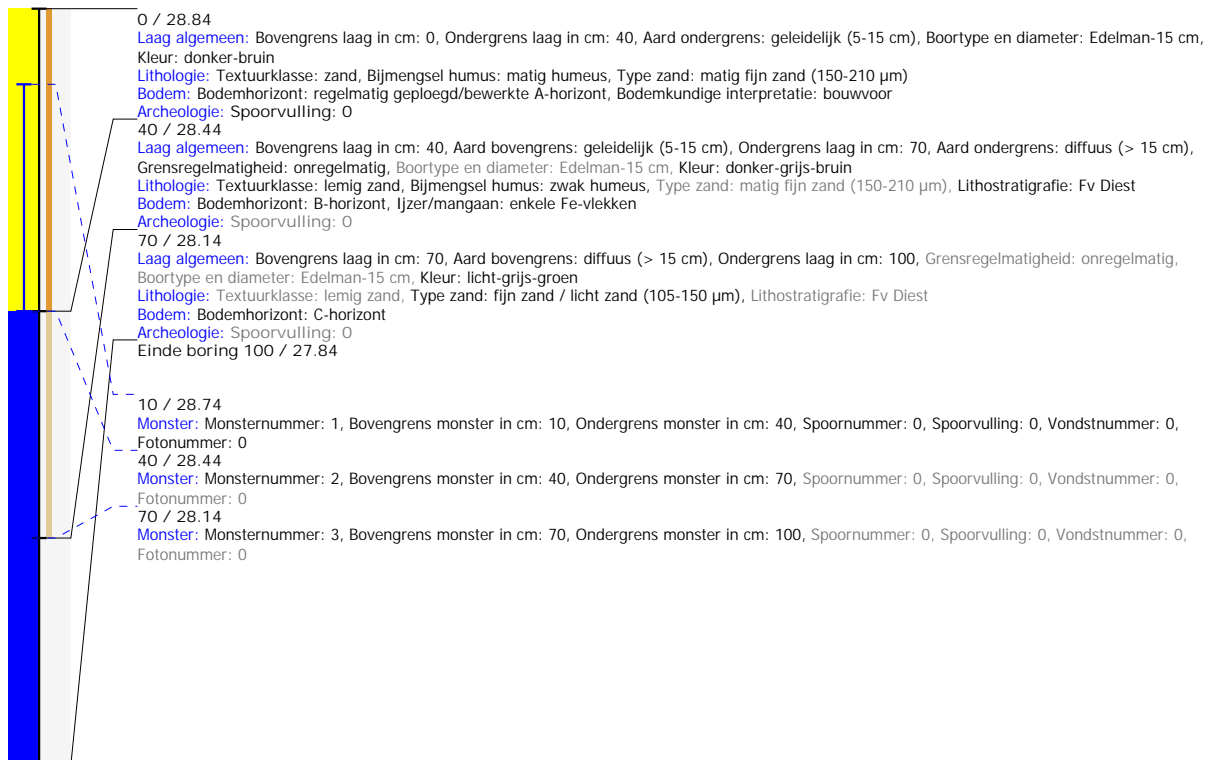 0 / 28.84
Laag algemeen: Bovengrens laag in cm: 0, Ondergrens laag in cm: 40, Aard ondergrens: geleidelijk (5-15 cm), Boortype en diameter: Edelman-15 cm,
Kleur: donker-bruin
Lithologie: Textuurklasse: zand, Bijmengsel humus: matig humeus, Type zand: matig fijn zand (150-210 µm)
Bodem: Bodemhorizont: regelmatig geploegd/bewerkte A-horizont, Bodemkundige interpretatie: bouwvoor
Archeologie: Spoorvulling: 0
40 / 28.44
Laag algemeen: Bovengrens laag in cm: 40, Aard bovengrens: geleidelijk (5-15 cm), Ondergrens laag in cm: 70, Aard ondergrens: diffuus (> 15 cm),
Grensregelmatigheid: onregelmatig, Boortype en diameter: Edelman-15 cm, Kleur: donker-grijs-bruin
Lithologie: Textuurklasse: lemig zand, Bijmengsel humus: zwak humeus, Type zand: matig fijn zand (150-210 µm), Lithostratigrafie: Fv Diest
Bodem: Bodemhorizont: B-horizont, Ijzer/mangaan: enkele Fe-vlekken
Archeologie: Spoorvulling: 0
70 / 28.14
Laag algemeen: Bovengrens laag in cm: 70, Aard bovengrens: diffuus (> 15 cm), Ondergrens laag in cm: 100, Grensregelmatigheid: onregelmatig,
Boortype en diameter: Edelman-15 cm, Kleur: licht-grijs-groen
Lithologie: Textuurklasse: lemig zand, Type zand: fijn zand / licht zand (105-150 µm), Lithostratigrafie: Fv Diest
Bodem: Bodemhorizont: C-horizont
Archeologie: Spoorvulling: 0
Einde boring 100 / 27.84
10 / 28.74
Monster: Monsternummer: 1, Bovengrens monster in cm: 10, Ondergrens monster in cm: 40, Spoornummer: 0, Spoorvulling: 0, Vondstnummer: 0,
Fotonummer: 0
40 / 28.44
Monster: Monsternummer: 2, Bovengrens monster in cm: 40, Ondergrens monster in cm: 70, Spoornummer: 0, Spoorvulling: 0, Vondstnummer: 0,
Fotonummer: 0
70 / 28.14
Monster: Monsternummer: 3, Bovengrens monster in cm: 70, Ondergrens monster in cm: 100, Spoornummer: 0, Spoorvulling: 0, Vondstnummer: 0,
Fotonummer: 0